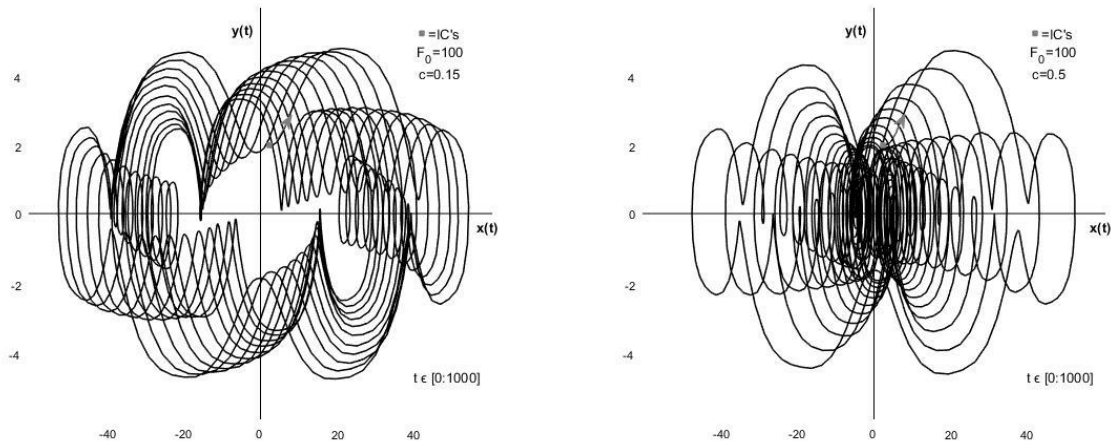 y(t)
=IC's
F₀=100
c=0.15
4
2
0
x(t)
-2
-4
t ϵ [0:1000]
-40 -20 0 20 40
y(t)
=IC's
F₀=100
c=0.5
4
2
0
x(t)
-2
-4
t ϵ [0:1000]
-40 -20 0 20 40